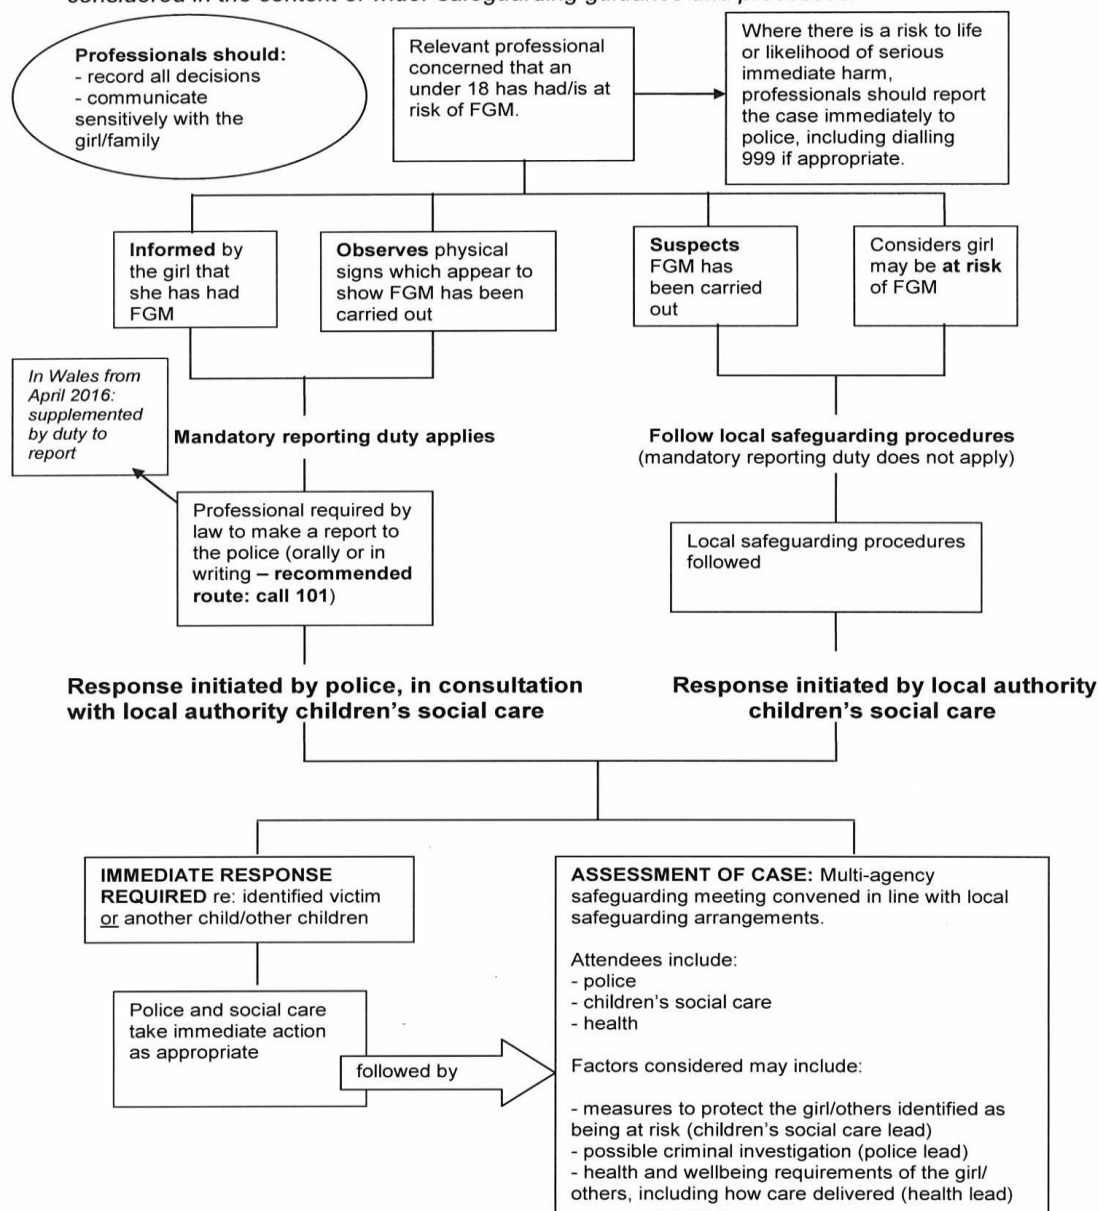 considered in the context of wider safeguarding guidance and processes.
Professionals should:
- record all decisions
- communicate
sensitively with the
girl/family
Relevant professional
concerned that an
under 18 has had/is at
risk of FGM.
Where there is a risk to life
or likelihood of serious
immediate harm,
professionals should report
the case immediately to
police, including dialling
999 if appropriate.
Informed by
the girl that
she has had
FGM
Observes physical
signs which appear to
show FGM has been
carried out
Suspects
FGM has
been carried
out
Considers girl
may be at risk
of FGM
In Wales from
April 2016:
supplemented
by duty to
report
Mandatory reporting duty applies
Follow local safeguarding procedures
(mandatory reporting duty does not apply)
Professional required by
law to make a report to
the police (orally or in
writing – recommended
route: call 101)
Local safeguarding procedures
followed
Response initiated by police, in consultation
with local authority children's social care
Response initiated by local authority
children's social care
IMMEDIATE RESPONSE
REQUIRED re: identified victim
or another child/other children
Police and social care
take immediate action
as appropriate
followed by
ASSESSMENT OF CASE: Multi-agency
safeguarding meeting convened in line with local
safeguarding arrangements.
Attendees include:
- police
- children's social care
- health
Factors considered may include:
- measures to protect the girl/others identified as
being at risk (children's social care lead)
- possible criminal investigation (police lead)
- health and wellbeing requirements of the girl/
others, including how care delivered (health lead)